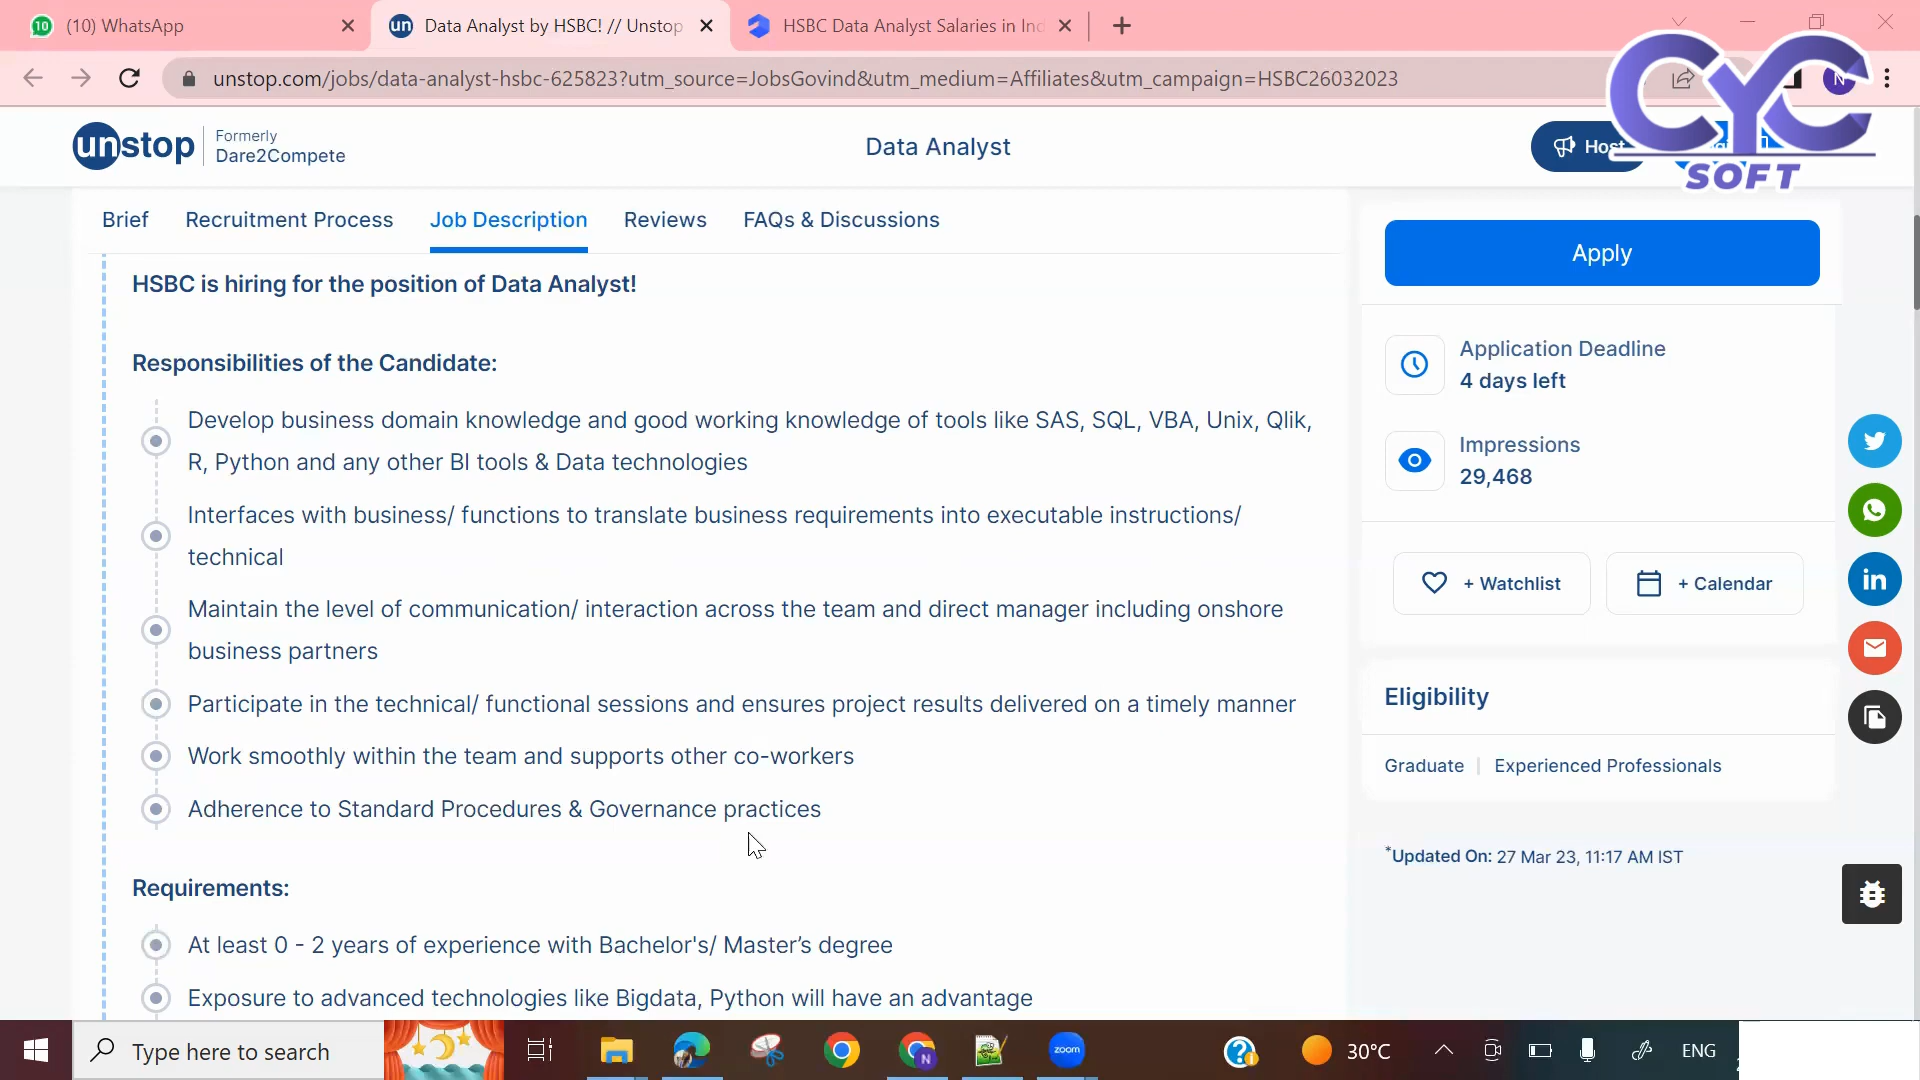 10 (10) WhatsApp
un Data Analyst by HSBC! // Unstop
HSBC Data Analyst Salaries in Ind
unstop.com/jobs/data-analyst-hsbc-625823?utm_source=JobsGovind&utm_medium=Affiliates&utm_campaign=HSBC26032023
N
CYC
SOFT
unstop
Formerly
Dare2Compete
Data Analyst
Host
Brief
Recruitment Process
Job Description
Reviews
FAQs & Discussions
HSBC is hiring for the position of Data Analyst!
Responsibilities of the Candidate:
Develop business domain knowledge and good working knowledge of tools like SAS, SQL, VBA, Unix, Qlik,
R, Python and any other BI tools & Data technologies
Interfaces with business/ functions to translate business requirements into executable instructions/
technical
Maintain the level of communication/ interaction across the team and direct manager including onshore
business partners
Participate in the technical/ functional sessions and ensures project results delivered on a timely manner
Work smoothly within the team and supports other co-workers
Adherence to Standard Procedures & Governance practices
Requirements:
At least 0 - 2 years of experience with Bachelor's/ Master’s degree
Exposure to advanced technologies like Bigdata, Python will have an advantage
Apply
Application Deadline
4 days left
Impressions
29,468
+ Watchlist
+ Calendar
Eligibility
Graduate | Experienced Professionals
*Updated On: 27 Mar 23, 11:17 AM IST
in
Type here to search
N
zoom
30°C
ENG